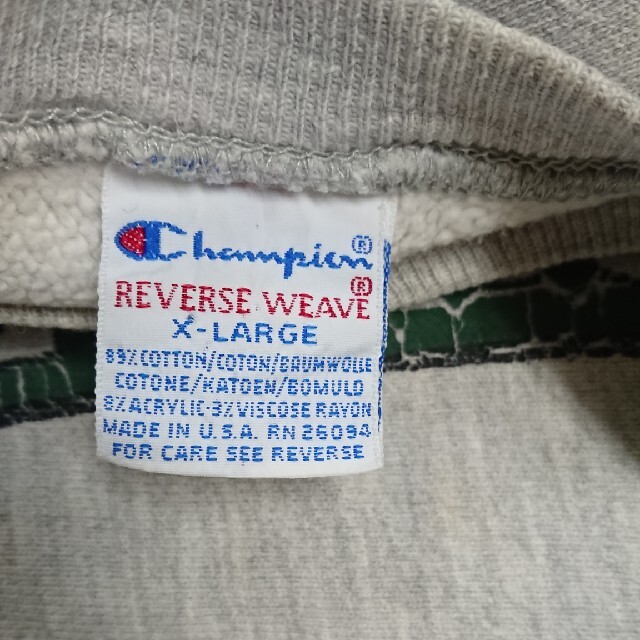 Champion®
REVERSE WEAVE®
X-LARGE
89% COTTON/COTON/BAUMWOLLE
COTONE/KATOEN/BOMULD
8% ACRYLIC-3% VISCOSE RAYON
MADE IN U.S.A. RN 26094
FOR CARE SEE REVERSE